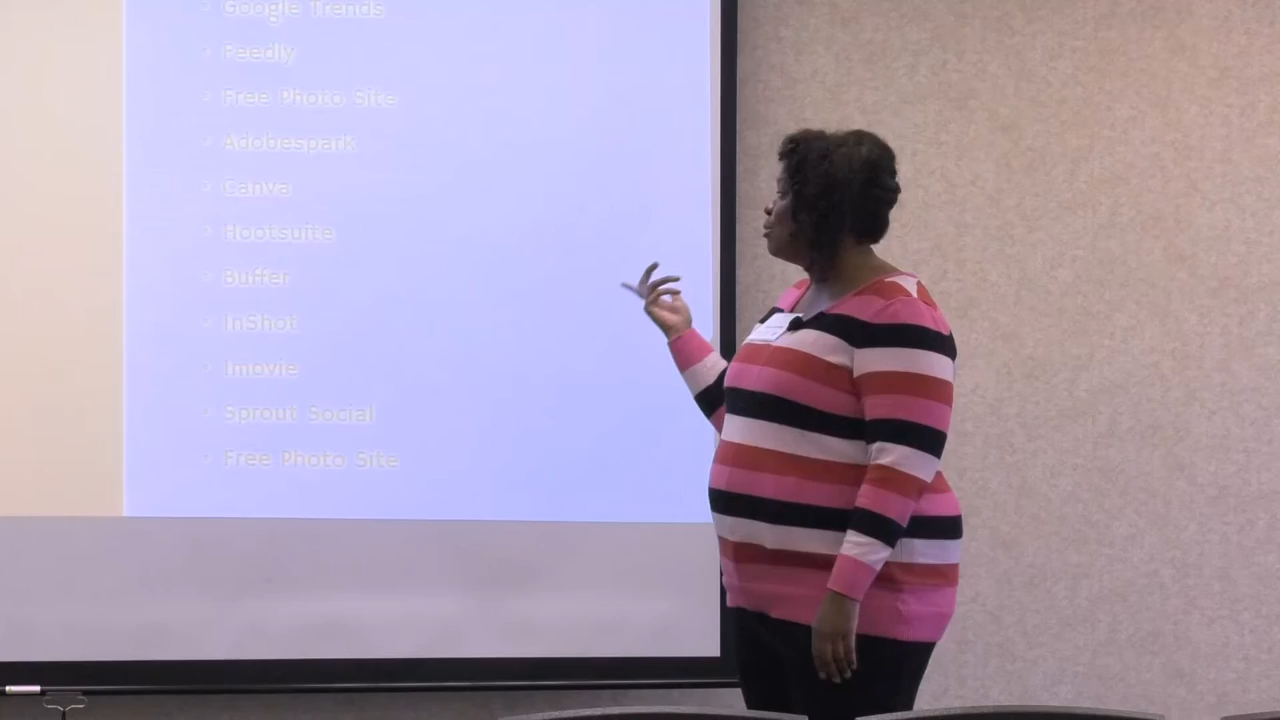 Google Trends
Feedly
Free Photo Site
Adobespark
Canva
Hootsuite
Buffer
InShot
Imovie
Sprout Social
Free Photo Site